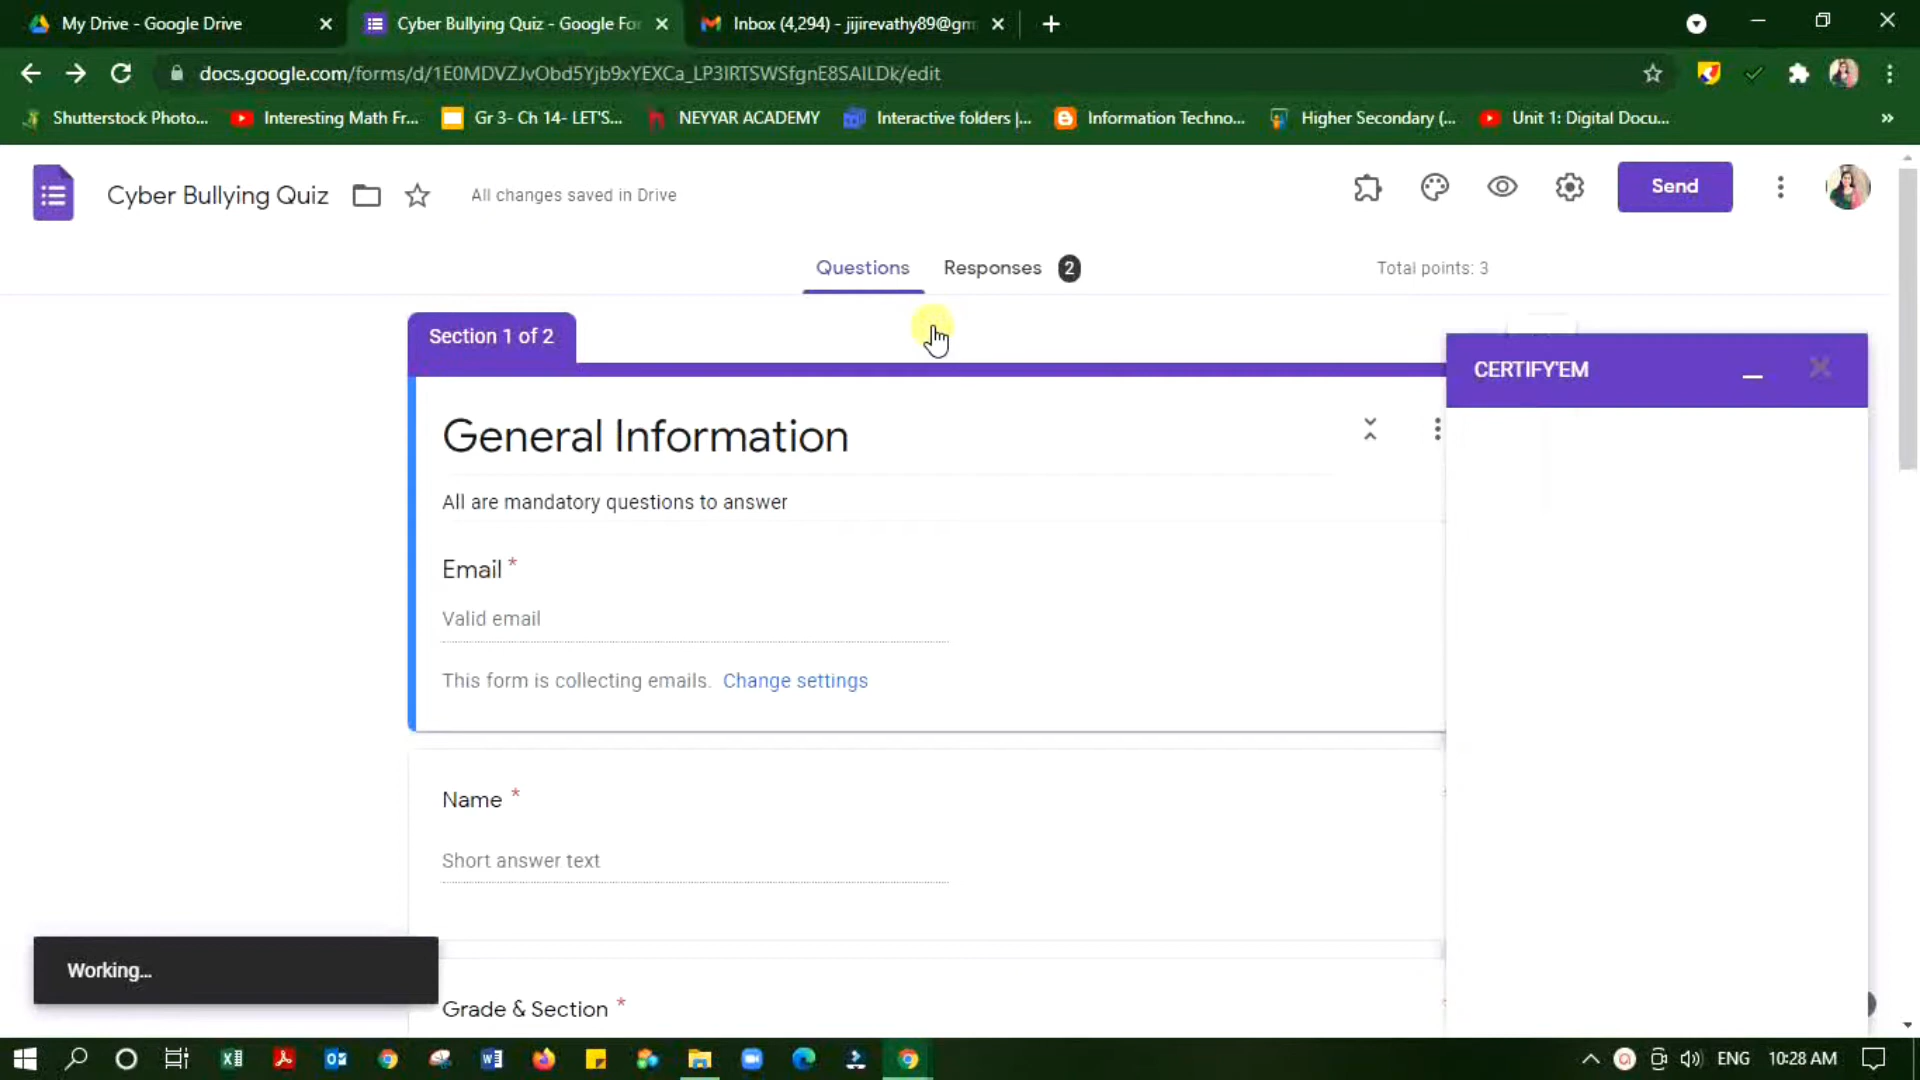 My Drive - Google Drive
Cyber Bullying Quiz - Google For
Inbox (4,294) - jijirevathy89@gm
docs.google.com/forms/d/1E0MDVZJvObd5Yjb9xYEXCa_LP3IRTSWSfgnE8SAILDk/edit
Shutterstock Photo...
Interesting Math Fr...
Gr 3- Ch 14- LET'S...
NEYYAR ACADEMY
Interactive folders |...
Information Techno...
Higher Secondary (...
Unit 1: Digital Docu...
»
Cyber Bullying Quiz
All changes saved in Drive
Send
Questions
Responses 2
Total points: 3
Section 1 of 2
CERTIFY'EM
General Information
All are mandatory questions to answer
Email *
Valid email
This form is collecting emails. Change settings
Name *
Short answer text
Working...
Grade & Section *
ENG
10:28 AM